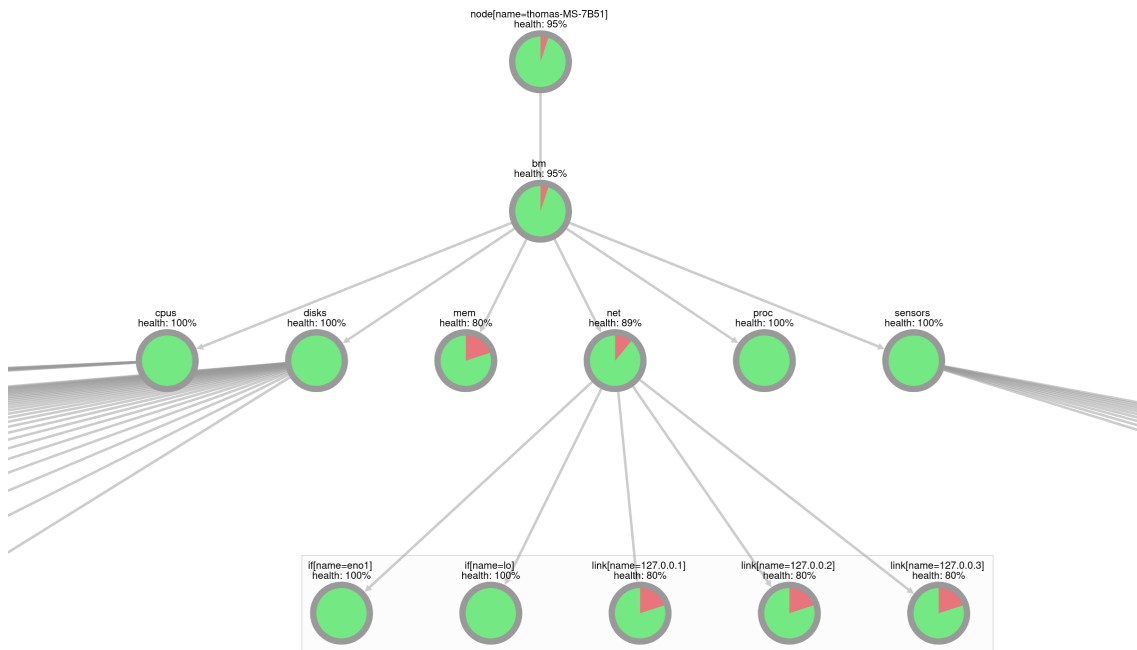 node[name=thomas-MS-7B51]
health: 95%
bm
health: 95%
cpus
health: 100%
disks
health: 100%
mem
health: 80%
net
health: 89%
proc
health: 100%
sensors
health: 100%
if[name=eno1]
health: 100%
if[name=lo]
health: 100%
link[name=127.0.0.1]
health: 80%
link[name=127.0.0.2]
health: 80%
link[name=127.0.0.3]
health: 80%